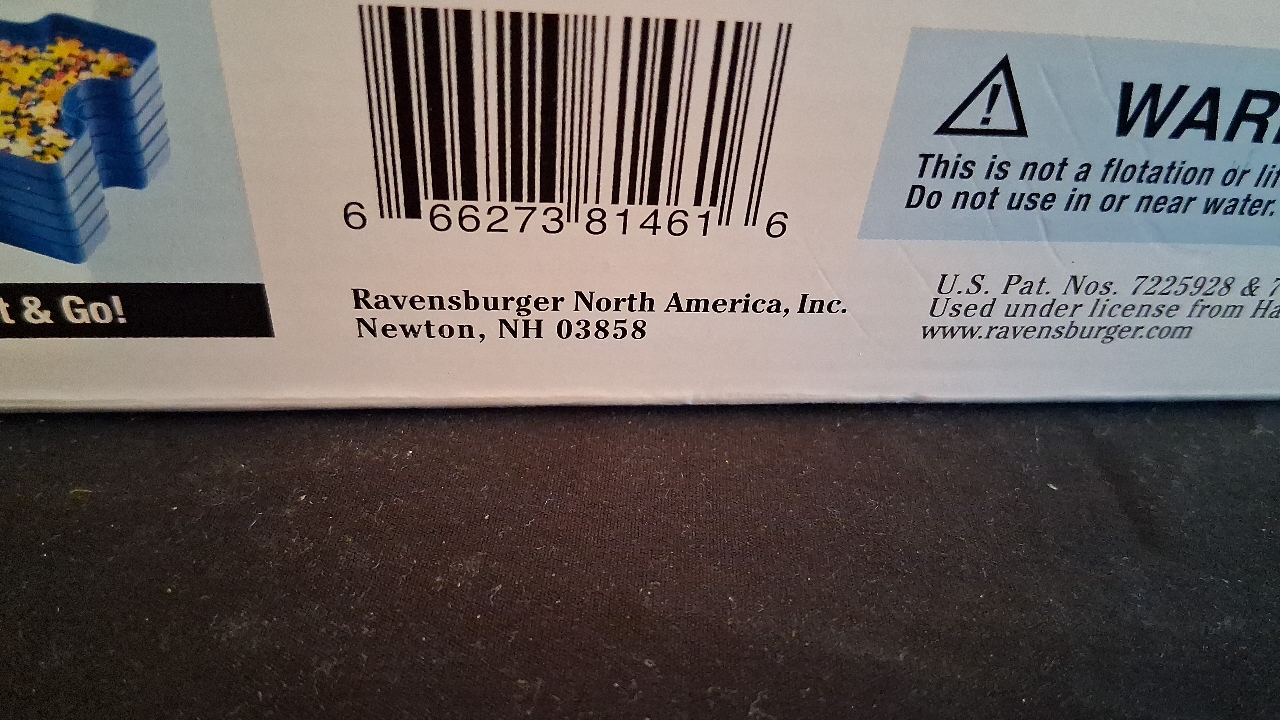 6 66273 81461 6
WAR
This is not a flotation or
Do not use in or near water.
t & Go!
Ravensburger North America, Inc.
Newton, NH 03858
U.S. Pat. Nos. 7225928 & 7
Used under license from Ha
www.ravensburger.com